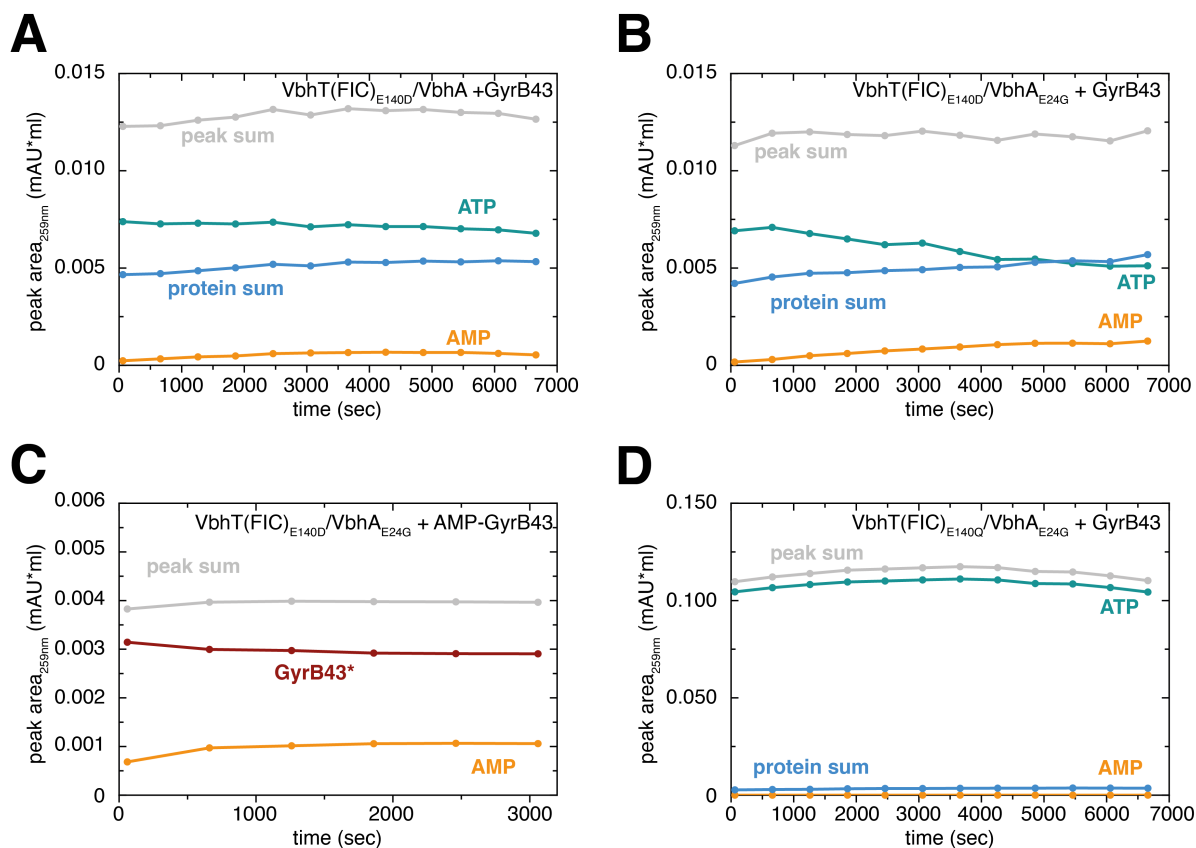 A
VbhT(FIC)E140D/VbhA +GyrB43
peak area259nm (mAU*ml)
0.015
0.010
0.005
0
peak sum
ATP
protein sum
AMP
0 1000 2000 3000 4000 5000 6000 7000
time (sec)
B
VbhT(FIC)E140D/VbhAE24G + GyrB43
peak area259nm (mAU*ml)
0.015
0.010
0.005
0
peak sum
ATP
protein sum
AMP
0 1000 2000 3000 4000 5000 6000 7000
time (sec)
C
VbhT(FIC)E140D/VbhAE24G + AMP-GyrB43
peak area259nm (mAU*ml)
0.006
0.005
0.004
0.003
0.002
0.001
0
peak sum
GyrB43*
AMP
0 1000 2000 3000
time (sec)
D
VbhT(FIC)E140Q/VbhAE24G + GyrB43
peak area259nm (mAU*ml)
0.150
0.100
0.050
0
peak sum
ATP
protein sum
AMP
0 1000 2000 3000 4000 5000 6000 7000
time (sec)